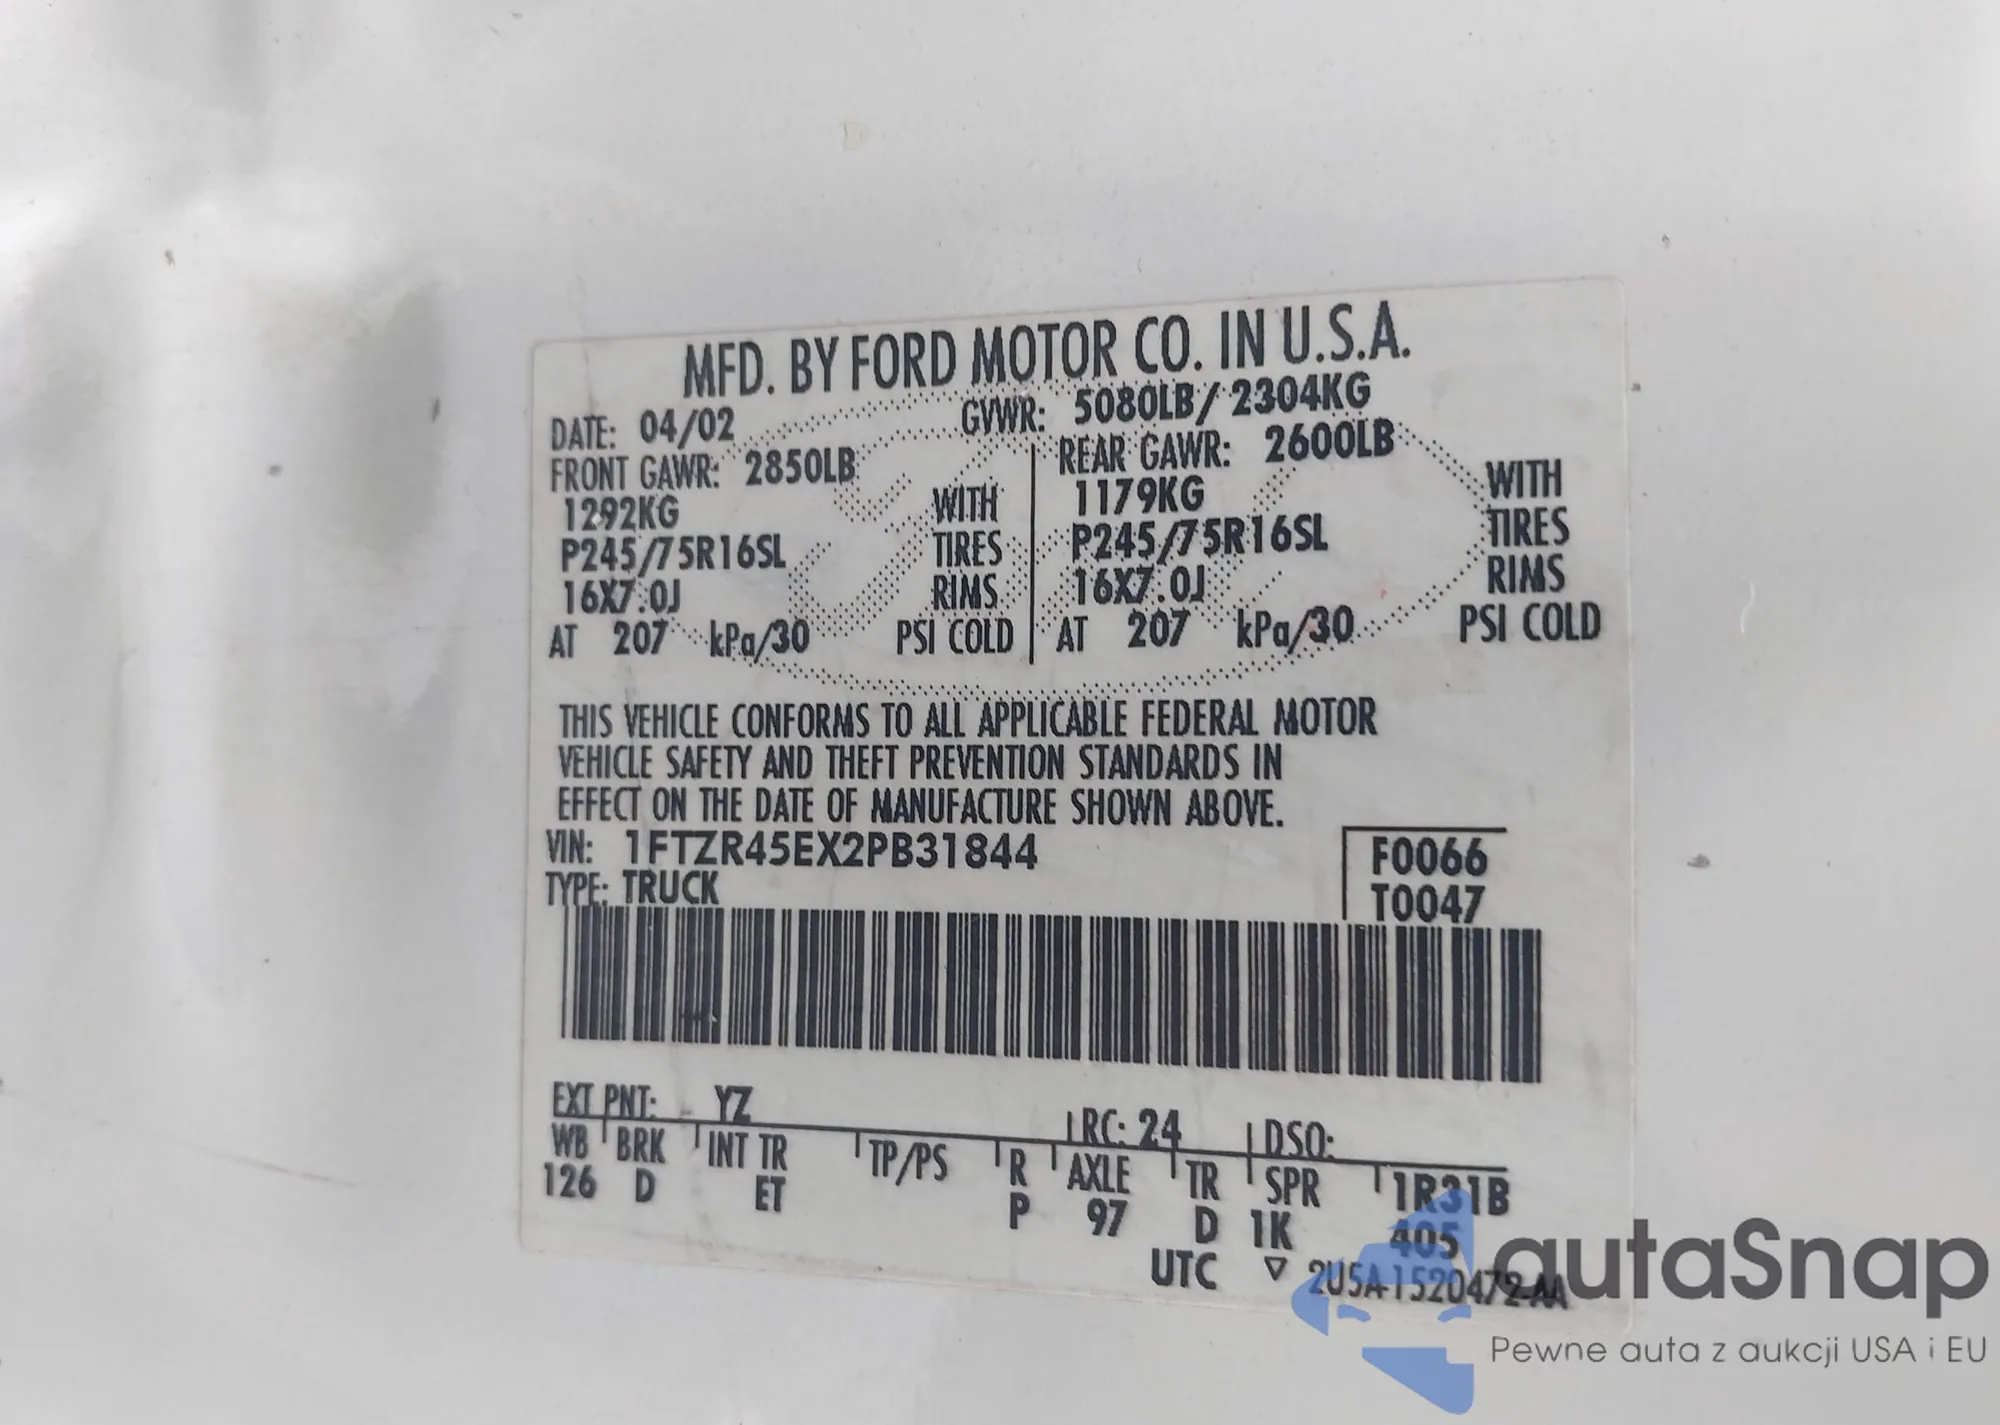 MFD. BY FORD MOTOR CO. IN U.S.A.
DATE: 04/02 GVWR: 5080LB/ 2304KG
FRONT GAWR: 2850LB REAR GAWR: 2600LB
1292KG WITH 1179KG WITH
P245/75R16SL TIRES P245/75R16SL TIRES
16X7.0J RIMS 16X7.0J RIMS
AT 207 kPa/30 PSI COLD AT 207 kPa/30 PSI COLD
THIS VEHICLE CONFORMS TO ALL APPLICABLE FEDERAL MOTOR
VEHICLE SAFETY AND THEFT PREVENTION STANDARDS IN
EFFECT ON THE DATE OF MANUFACTURE SHOWN ABOVE.
VIN: 1FTZR45EX2PB31844 F0066
TYPE: TRUCK T0047
EXT PNT: YZ RC: 24 DSO:
WB BRK INT TR TP/PS R AXLE TR SPR 1R31B
126 D ET P 97 D 1K 405
UTC ▽ 2U5A-1520472-AA
autaSnap
Pewne auta z aukcji USA i EU